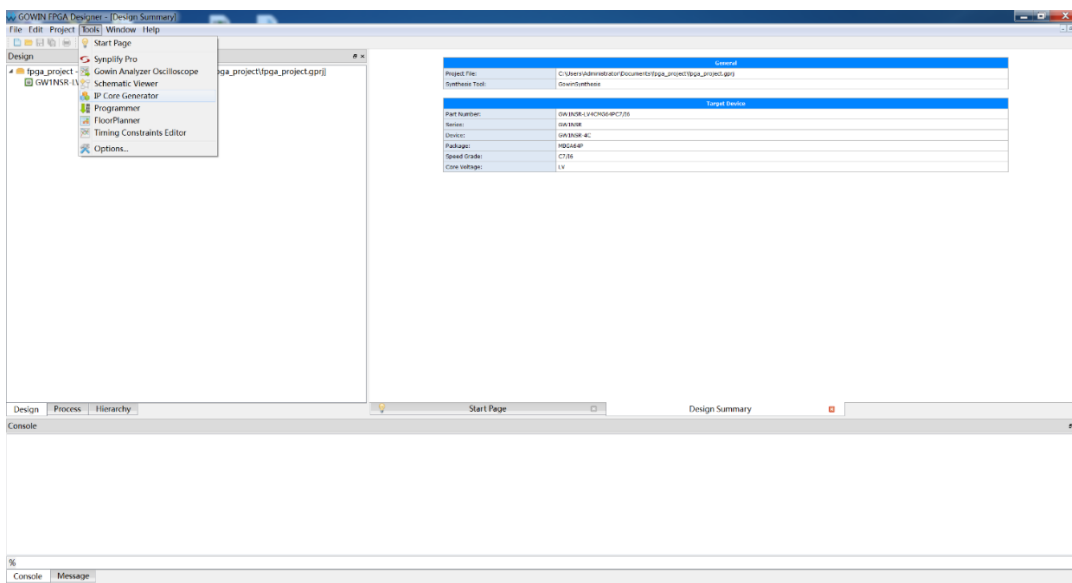 GOWIN FPGA Designer - [Design Summary]
File Edit Project Tools Window Help
Start Page
Synplify Pro
Gowin Analyzer Oscilloscope
Schematic Viewer
IP Core Generator
Programmer
FloorPlanner
Timing Constraints Editor
Options...
Design
fpga_project - pga_project\fpga_project.gprj]
GW1NSR-LV
General
Project File: C:\Users\Administrator\Documents\fpga_project\fpga_project.gprj
Synthesis Tool: GowinSynthesis
Target Device
Part Number: GW1NSR-LV4CMG64PC7/I6
Series: GW1NSR
Device: GW1NSR-4C
Package: MBGA64P
Speed Grade: C7/I6
Core Voltage: LV
Design Process Hierarchy
Start Page Design Summary
Console
%
Console Message